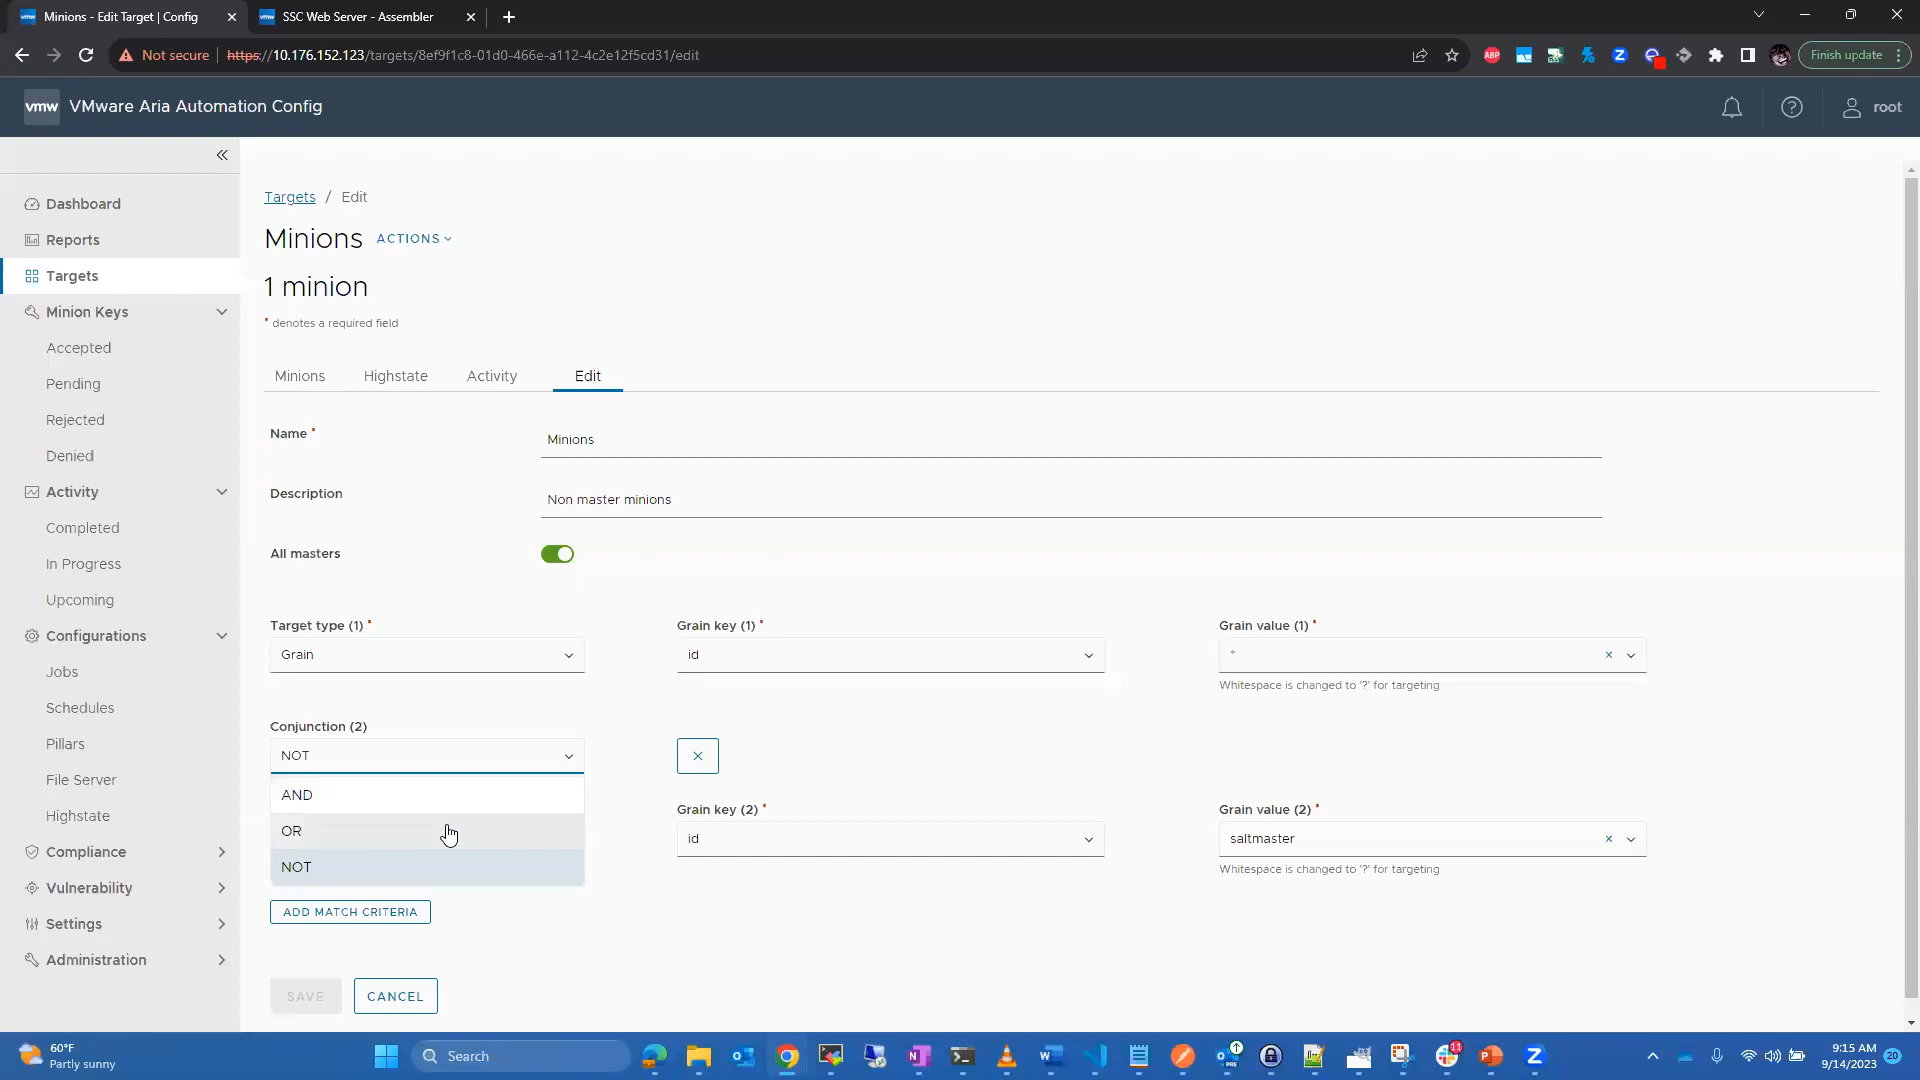 Minions - Edit Target | Config
SSC Web Server - Assembler
Not secure
https://10.176.152.123/targets/8ef9f1c8-01d0-466e-a112-4c2e12f5cd31/edit
ABP
Finish update
vmw VMware Aria Automation Config
root
Dashboard
Reports
Targets
Minion Keys
Accepted
Pending
Rejected
Denied
Activity
Completed
In Progress
Upcoming
Configurations
Jobs
Schedules
Pillars
File Server
Highstate
Compliance
Vulnerability
Settings
Administration
Targets / Edit
Minions ACTIONS
1 minion
* denotes a required field
Minions Highstate Activity Edit
Name *
Minions
Description
Non master minions
All masters
Target type (1) * Grain key (1) * Grain value (1) *
Grain id *
Whitespace is changed to '?' for targeting
Conjunction (2)
NOT
AND
OR
NOT
Grain key (2) * Grain value (2) *
id saltmaster
Whitespace is changed to '?' for targeting
ADD MATCH CRITERIA
SAVE CANCEL
60°F
Partly sunny
Search
PRE
11
9:15 AM
9/14/2023
20